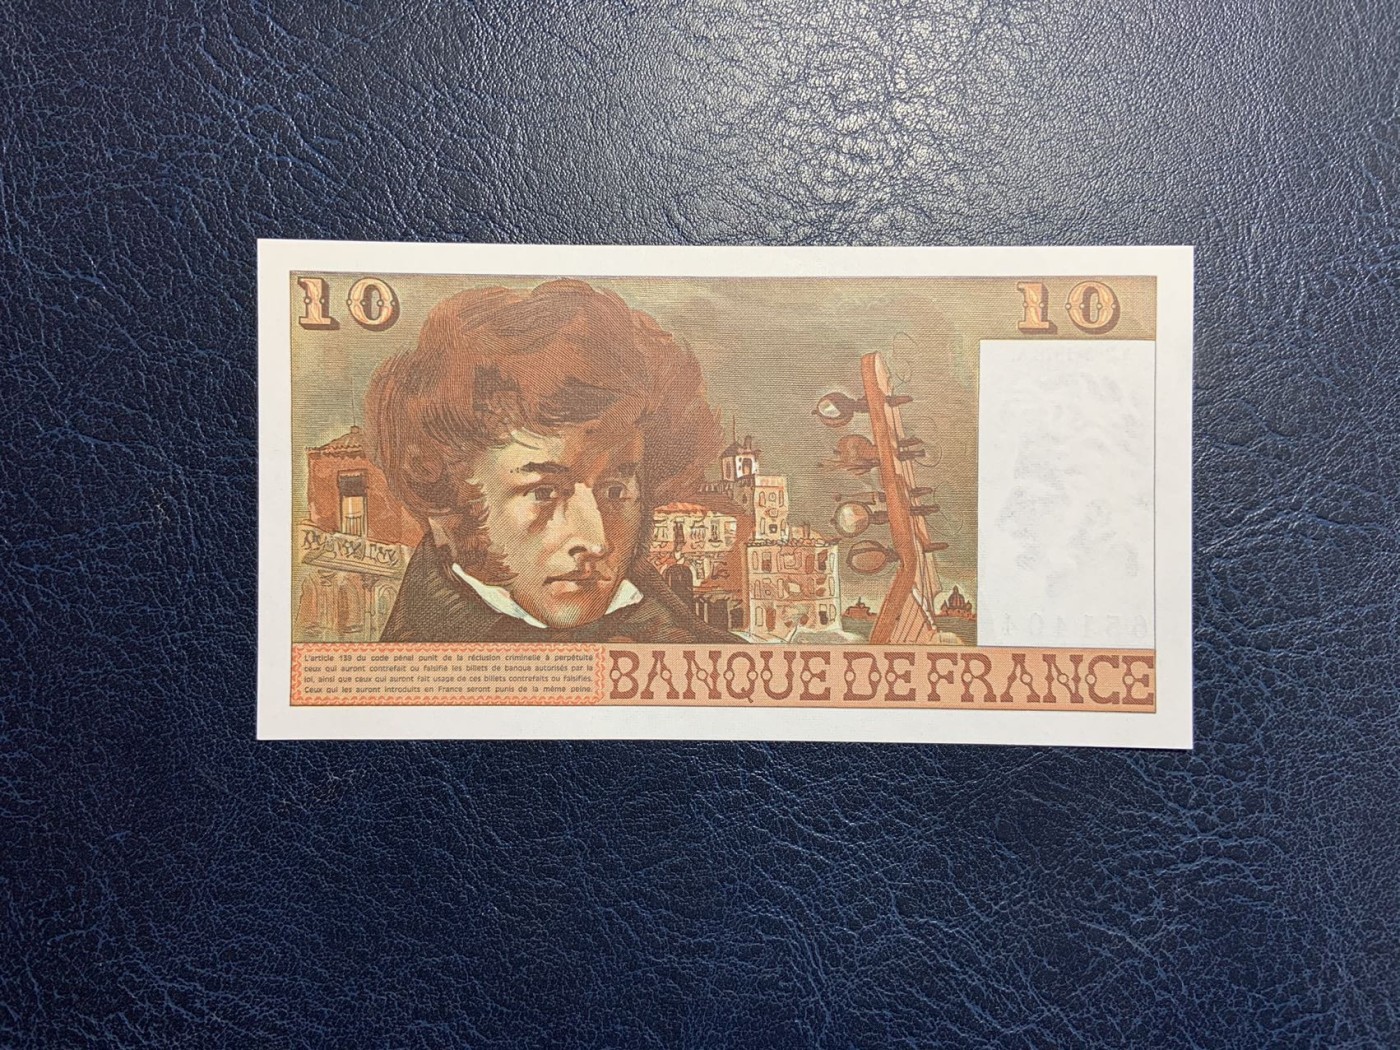 10
10
L'article 139 du code pénal punit de la réclusion criminelle à perpétuité
ceux qui auront contrefait ou falsifié les billets de banque autorisés par la
loi, ainsi que ceux qui auront fait usage de ces billets contrefaits ou falsifiés.
Ceux qui les auront introduits en France seront punis de la même peine.
BANQUE DE FRANCE